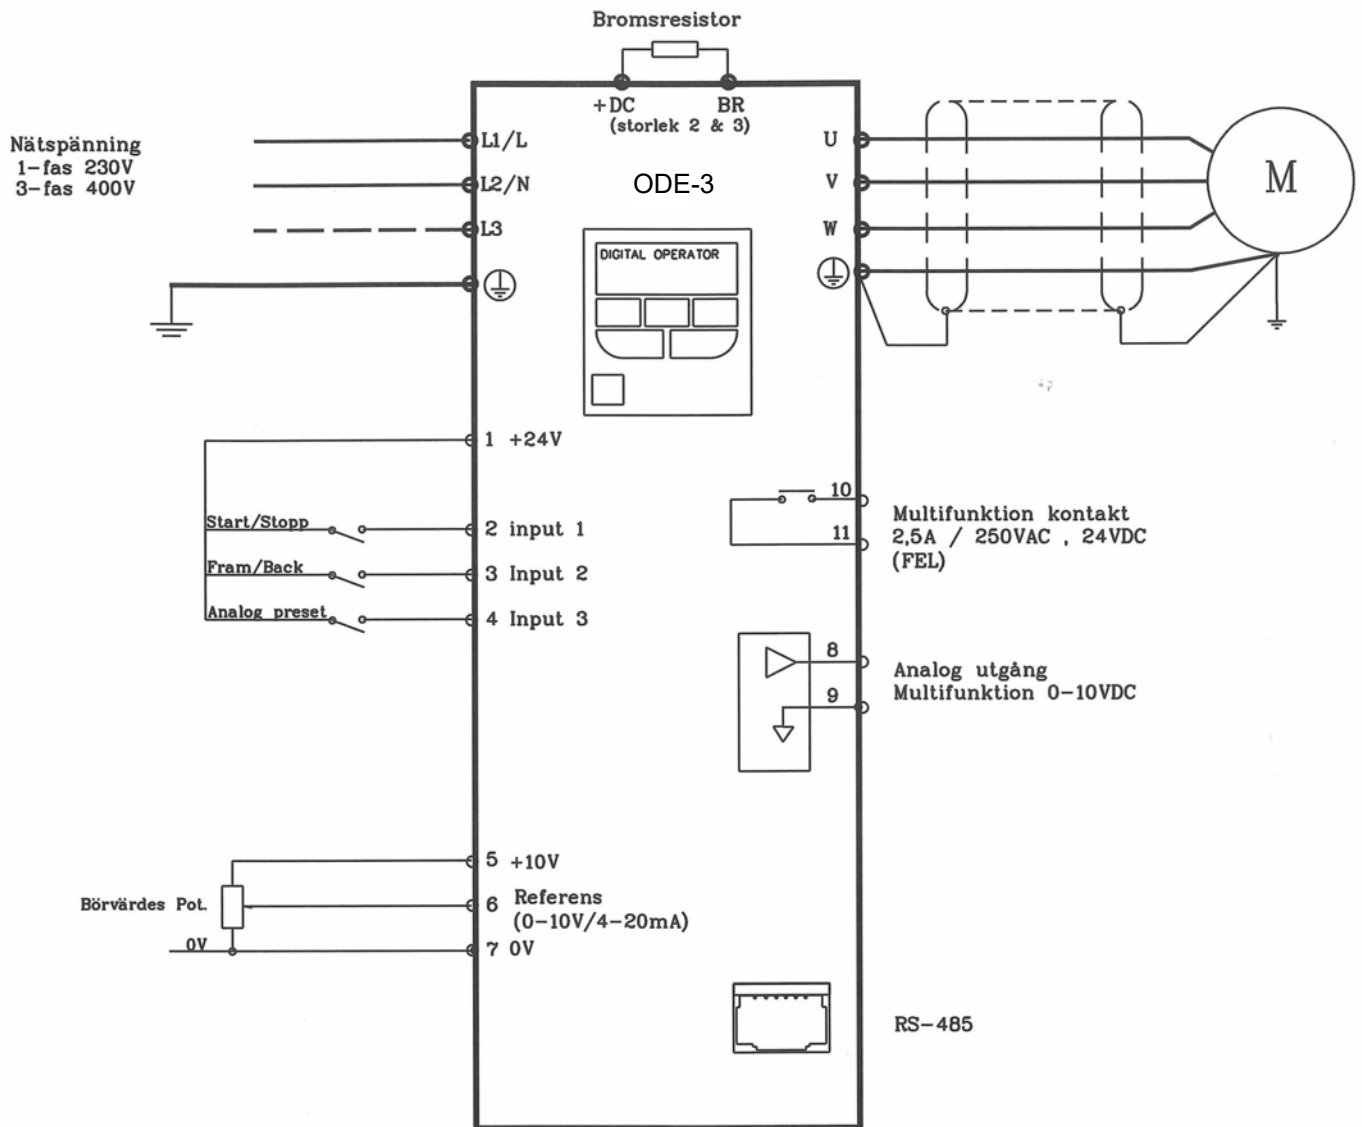 Bromsresistor
+DC BR
(storlek 2 & 3)
Nätspänning
1-fas 230V
3-fas 400V
L1/L
L2/N
L3
ODE-3
DIGITAL OPERATOR
U
V
W
M
1 +24V
Start/Stopp
2 input 1
Fram/Back
3 Input 2
Analog preset
4 Input 3
10
11
Multifunktion kontakt
2,5A / 250VAC , 24VDC
(FEL)
8
9
Analog utgång
Multifunktion 0-10VDC
5 +10V
Börvärdes Pot.
6 Referens
(0-10V/4-20mA)
0V
7 0V
RS-485